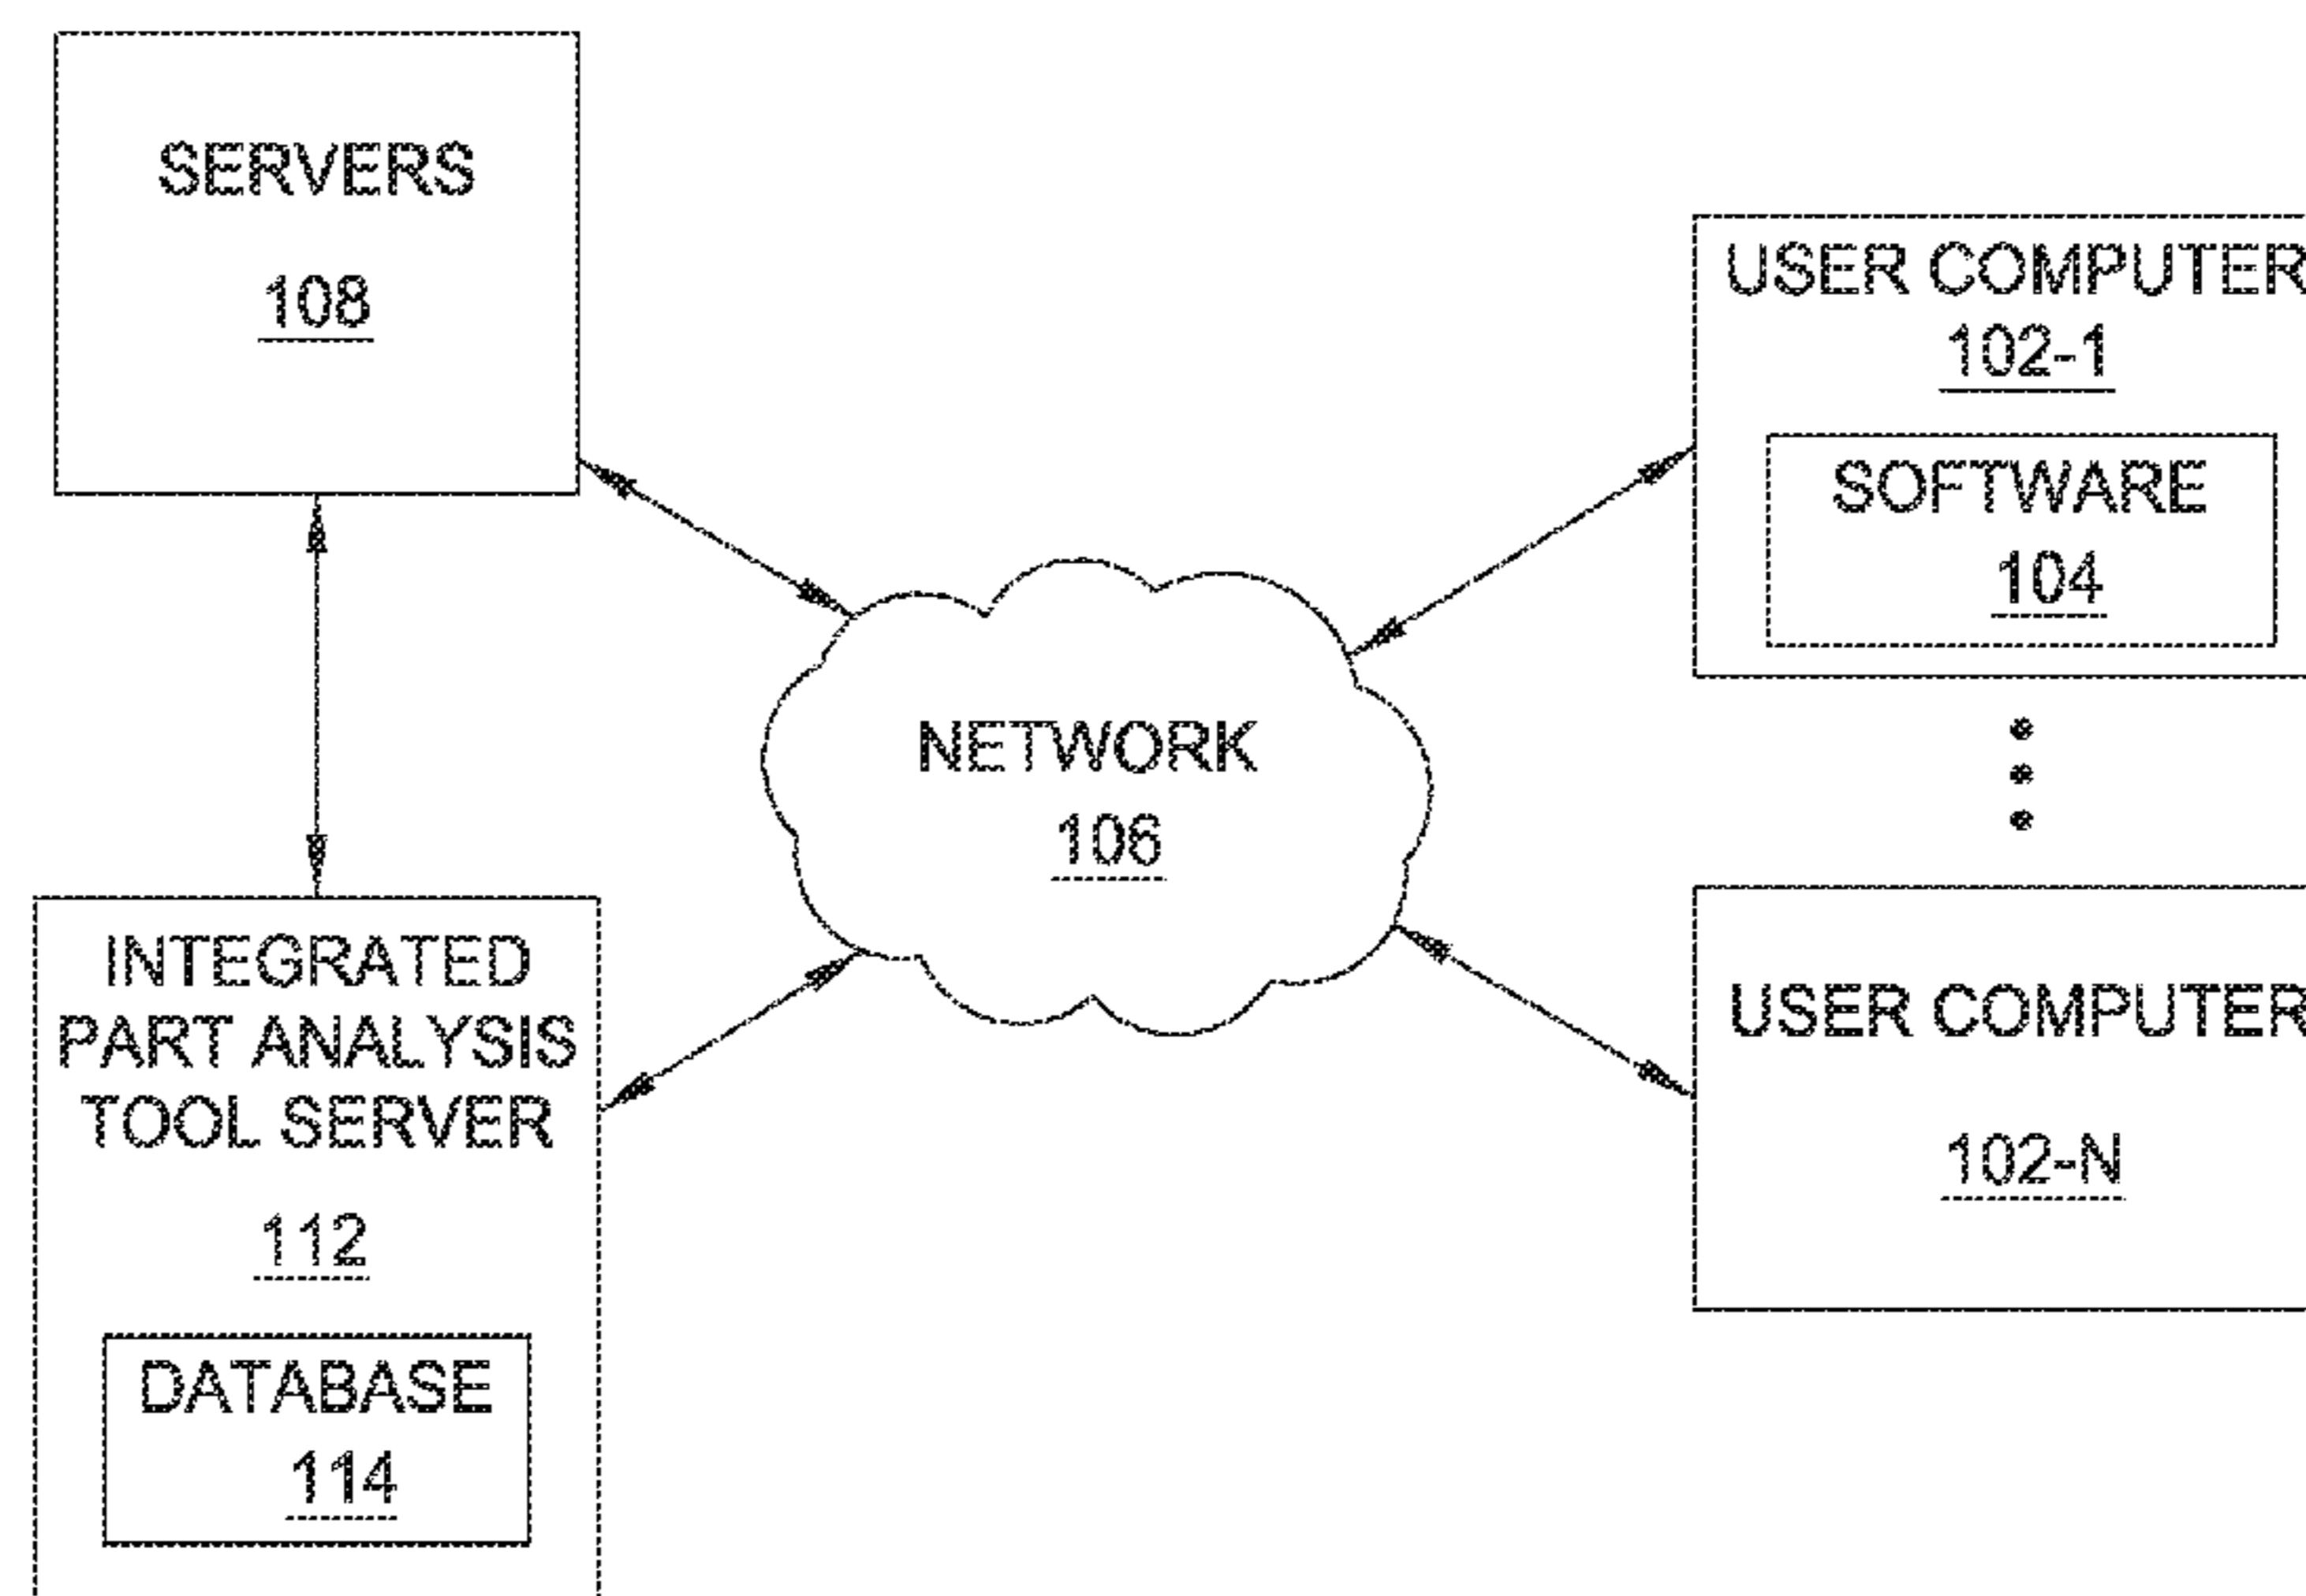 SERVERS
108
USER COMPUTER
102-1
SOFTWARE
104
NETWORK
106
INTEGRATED
PART ANALYSIS
TOOL SERVER
112
DATABASE
114
USER COMPUTER
102-N